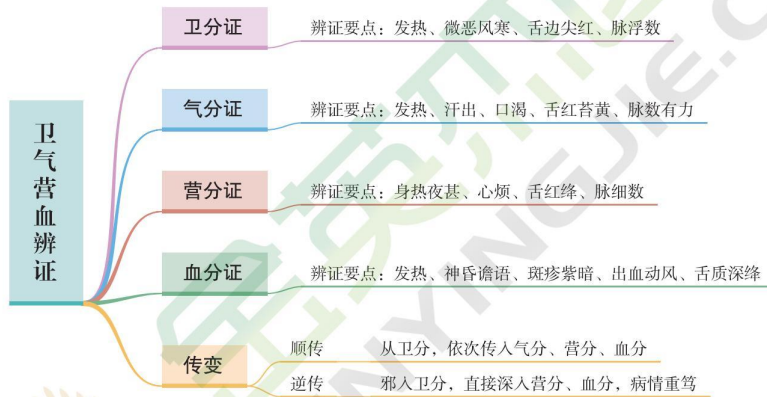 卫气营血辨证
卫分证
辨证要点：发热、微恶风寒、舌边尖红、脉浮数
气分证
辨证要点：发热、汗出、口渴、舌红苔黄、脉数有力
营分证
辨证要点：身热夜甚、心烦、舌红绛、脉细数
血分证
辨证要点：发热、神昏谵语、斑疹紫暗、出血动风、舌质深绛
传变
顺传 从卫分，依次传入气分、营分、血分
逆传 邪入卫分，直接深入营分、血分，病情重笃
金英杰
YINGJIE.C